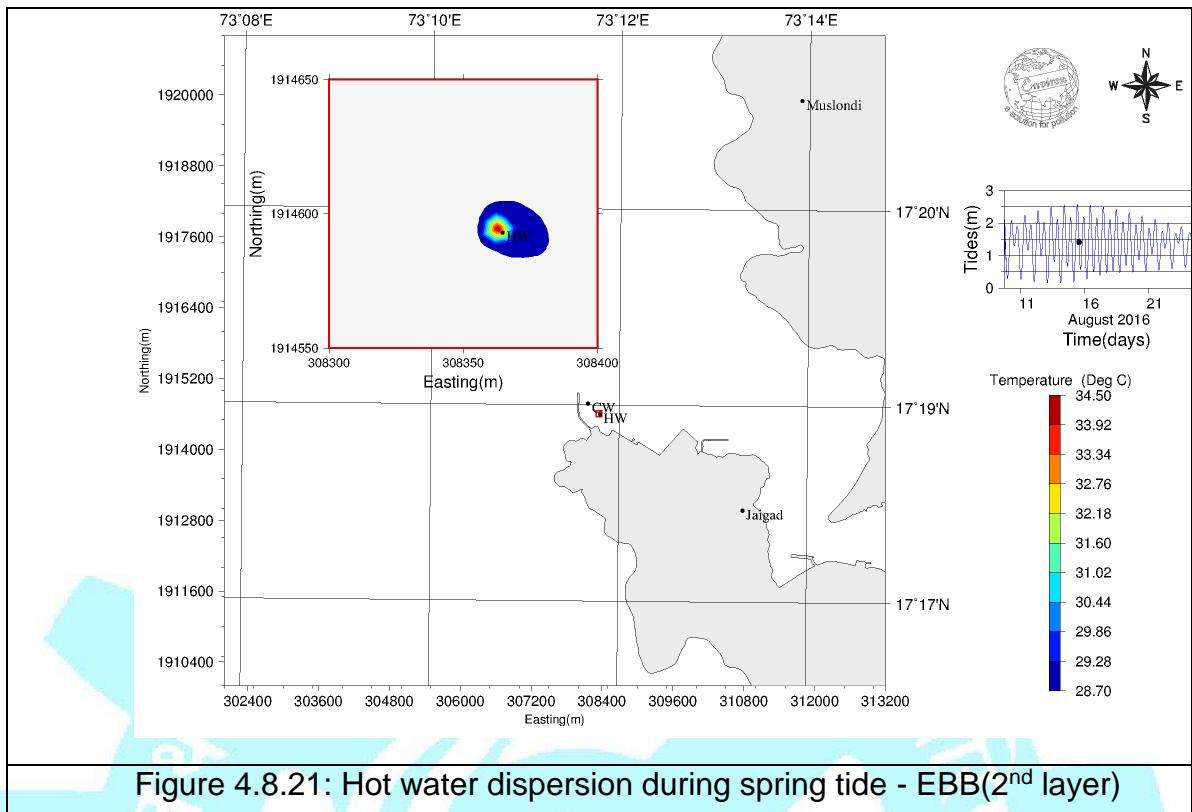 73°08'E 73°10'E 73°12'E 73°14'E
1920000
1918800
1917600
1916400
1915200
1914000
1912800
1911600
1910400
Northing(m)
1914650
1914600
1914550
Northing(m)
308300 308350 308400
Easting(m)
HW
Muslondi
CW
HW
Jaigad
17°20'N
17°19'N
17°17'N
302400 303600 304800 306000 307200 308400 309600 310800 312000 313200
Easting(m)
Environ
a solution for pollution
N
W E
S
3
2
1
0
Tides(m)
11 16 21
August 2016
Time(days)
Temperature (Deg C)
34.50
33.92
33.34
32.76
32.18
31.60
31.02
30.44
29.86
29.28
28.70
Figure 4.8.21: Hot water dispersion during spring tide - EBB(2nd layer)